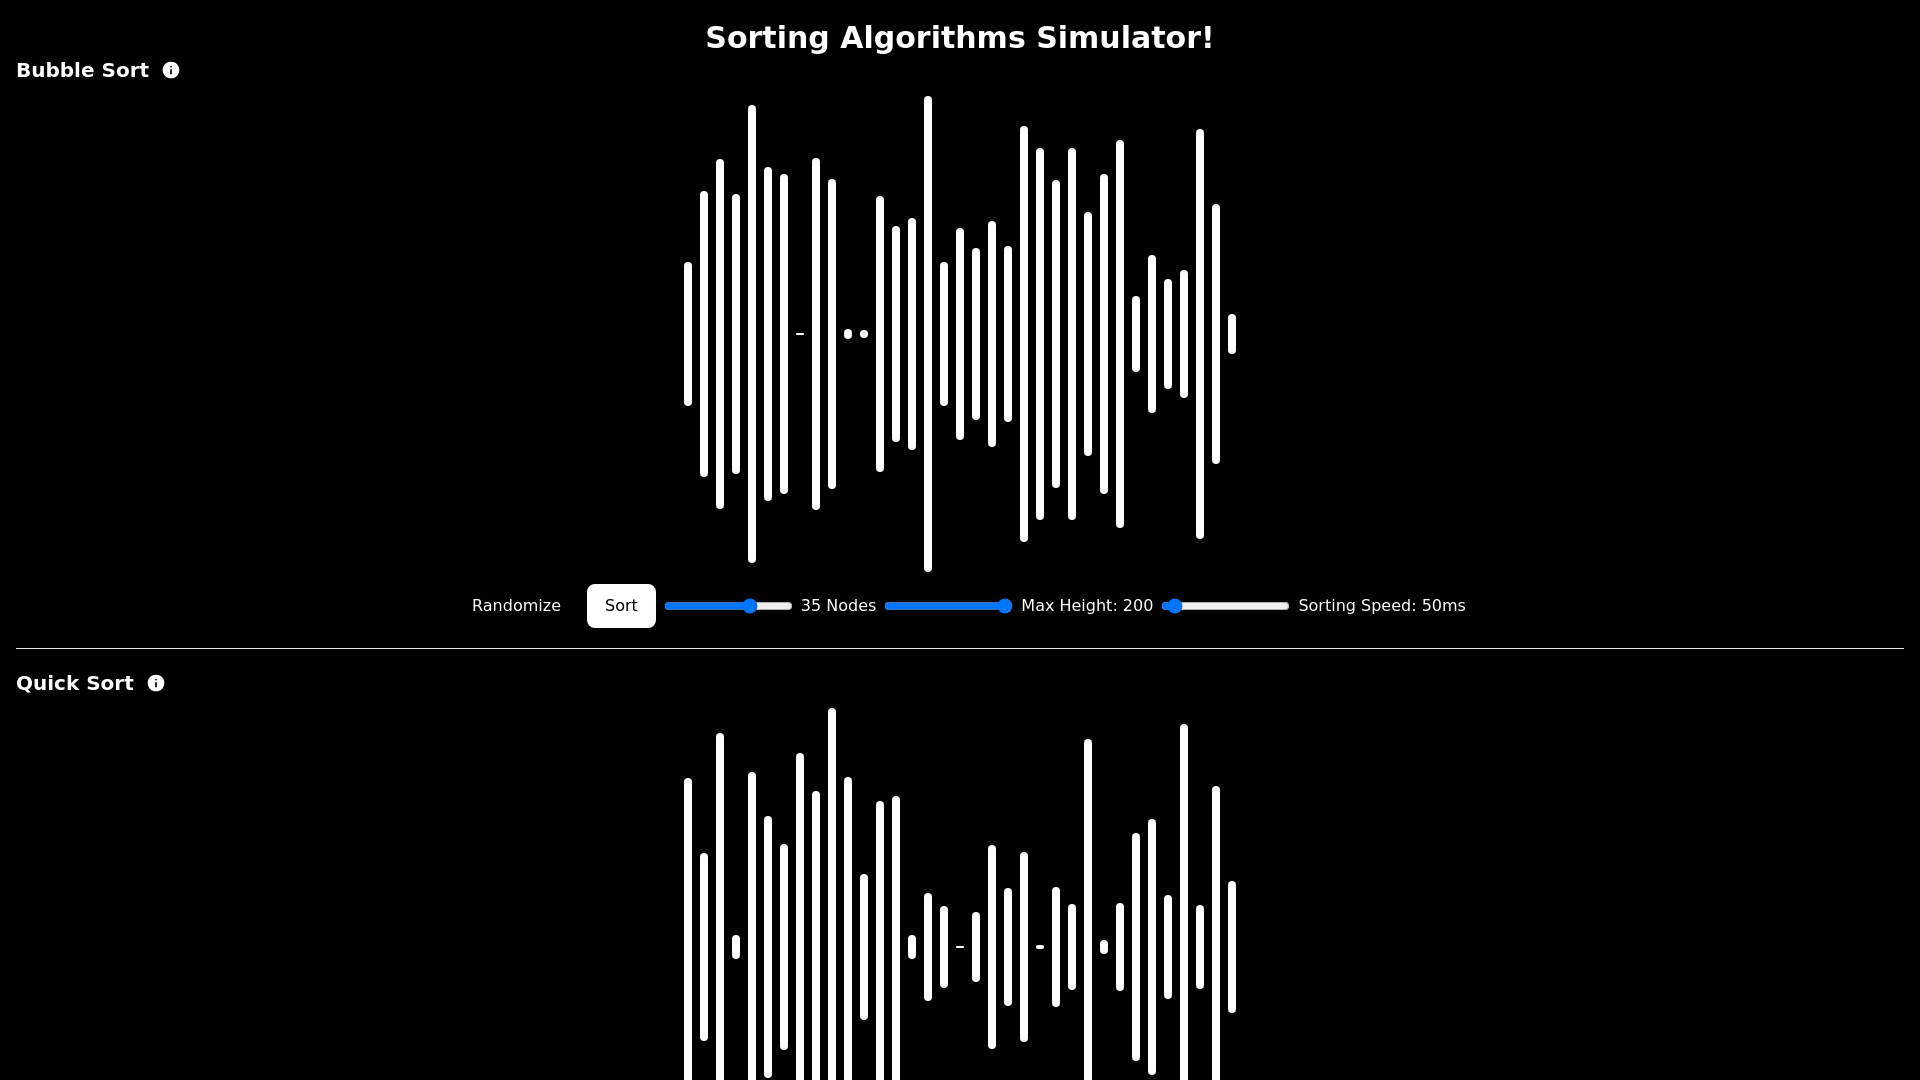 Sorting Algorithms Simulator!
Bubble Sort
Randomize Sort 35 Nodes Max Height: 200 Sorting Speed: 50ms
Quick Sort